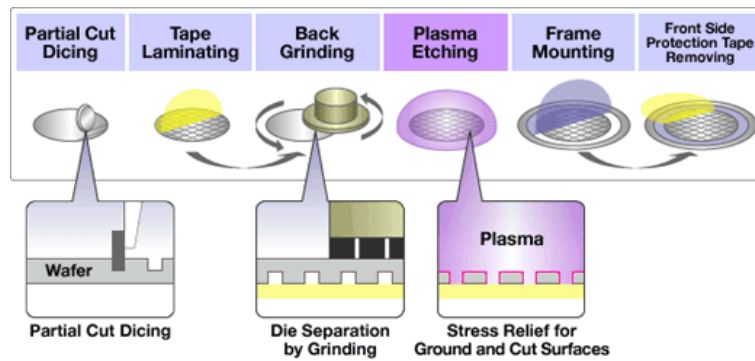 Partial Cut
Dicing
Tape
Laminating
Back
Grinding
Plasma
Etching
Frame
Mounting
Front Side
Protection Tape
Removing
Wafer
Plasma
Partial Cut Dicing
Die Separation
by Grinding
Stress Relief for
Ground and Cut Surfaces